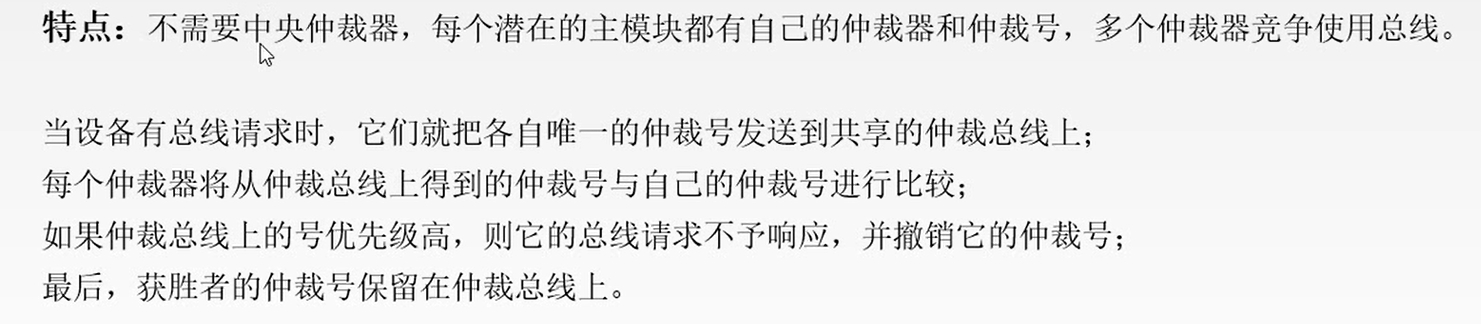 特点：不需要中央仲裁器，每个潜在的主模块都有自己的仲裁器和仲裁号，多个仲裁器竞争使用总线。
当设备有总线请求时，它们就把各自唯一的仲裁号发送到共享的仲裁总线上；
每个仲裁器将从仲裁总线上得到的仲裁号与自己的仲裁号进行比较；
如果仲裁总线上的号优先级高，则它的总线请求不予响应，并撤销它的仲裁号；
最后，获胜者的仲裁号保留在仲裁总线上。